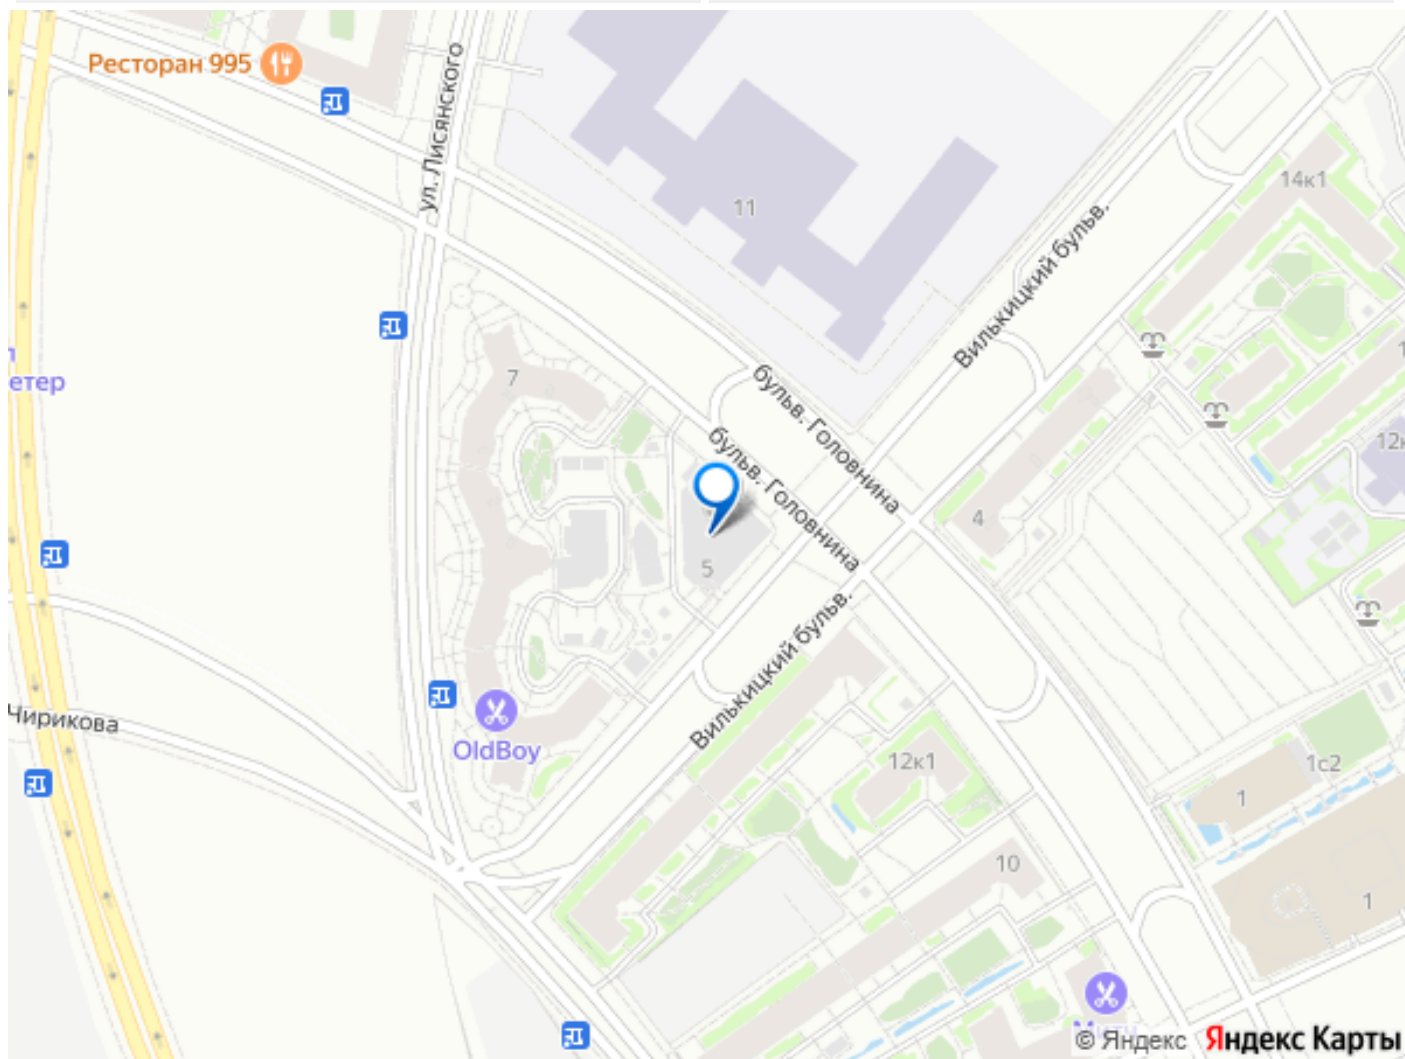 Ресторан 995
ул. Лисянского
11
14к1
Вилькицкий бульв.
етер
7
бульв. Головнина
бульв. Головнина
12к
4
5
Вилькицкий бульв.
Чирикова
OldBoy
12к1
1с2
1
10
1
© Яндекс Яндекс Карты